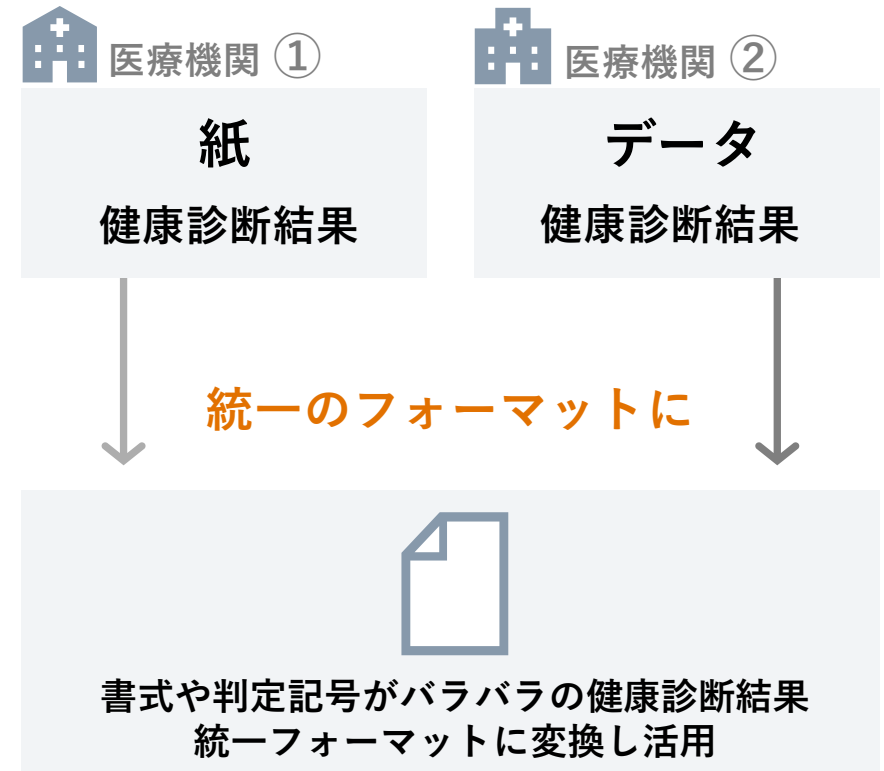 医療機関 ①
紙
健康診断結果
医療機関 ②
データ
健康診断結果
統一のフォーマットに
書式や判定記号がバラバラの健康診断結果
統一フォーマットに変換し活用